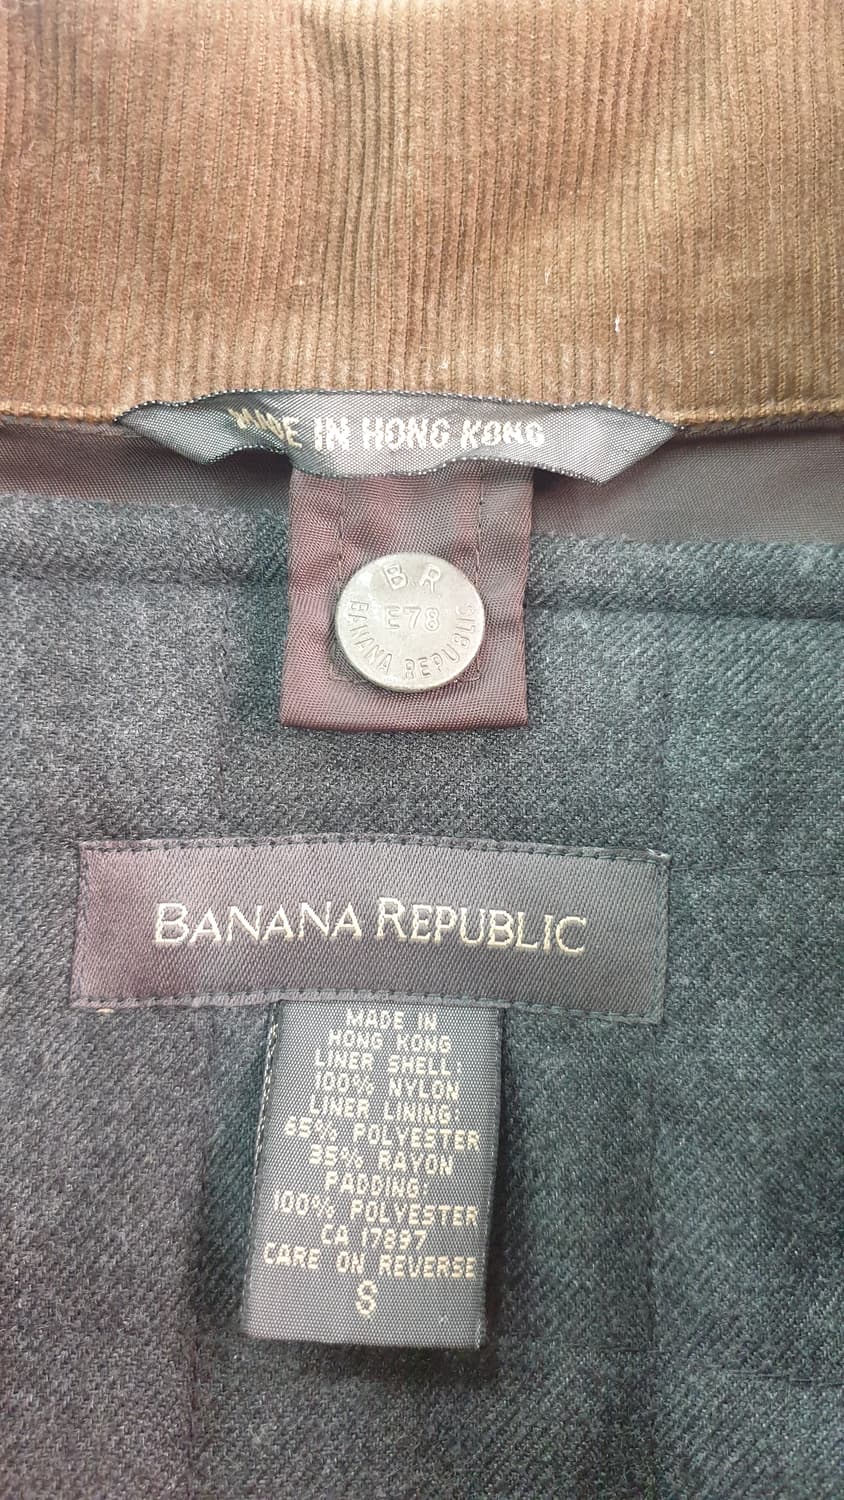 MADE IN HONG KONG
B R
E78
BANANA REPUBLIC
BANANA REPUBLIC
MADE IN
HONG KONG
LINER SHELL:
100% NYLON
LINER LINING:
65% POLYESTER
35% RAYON
PADDING:
100% POLYESTER
CA 17897
CARE ON REVERSE
S